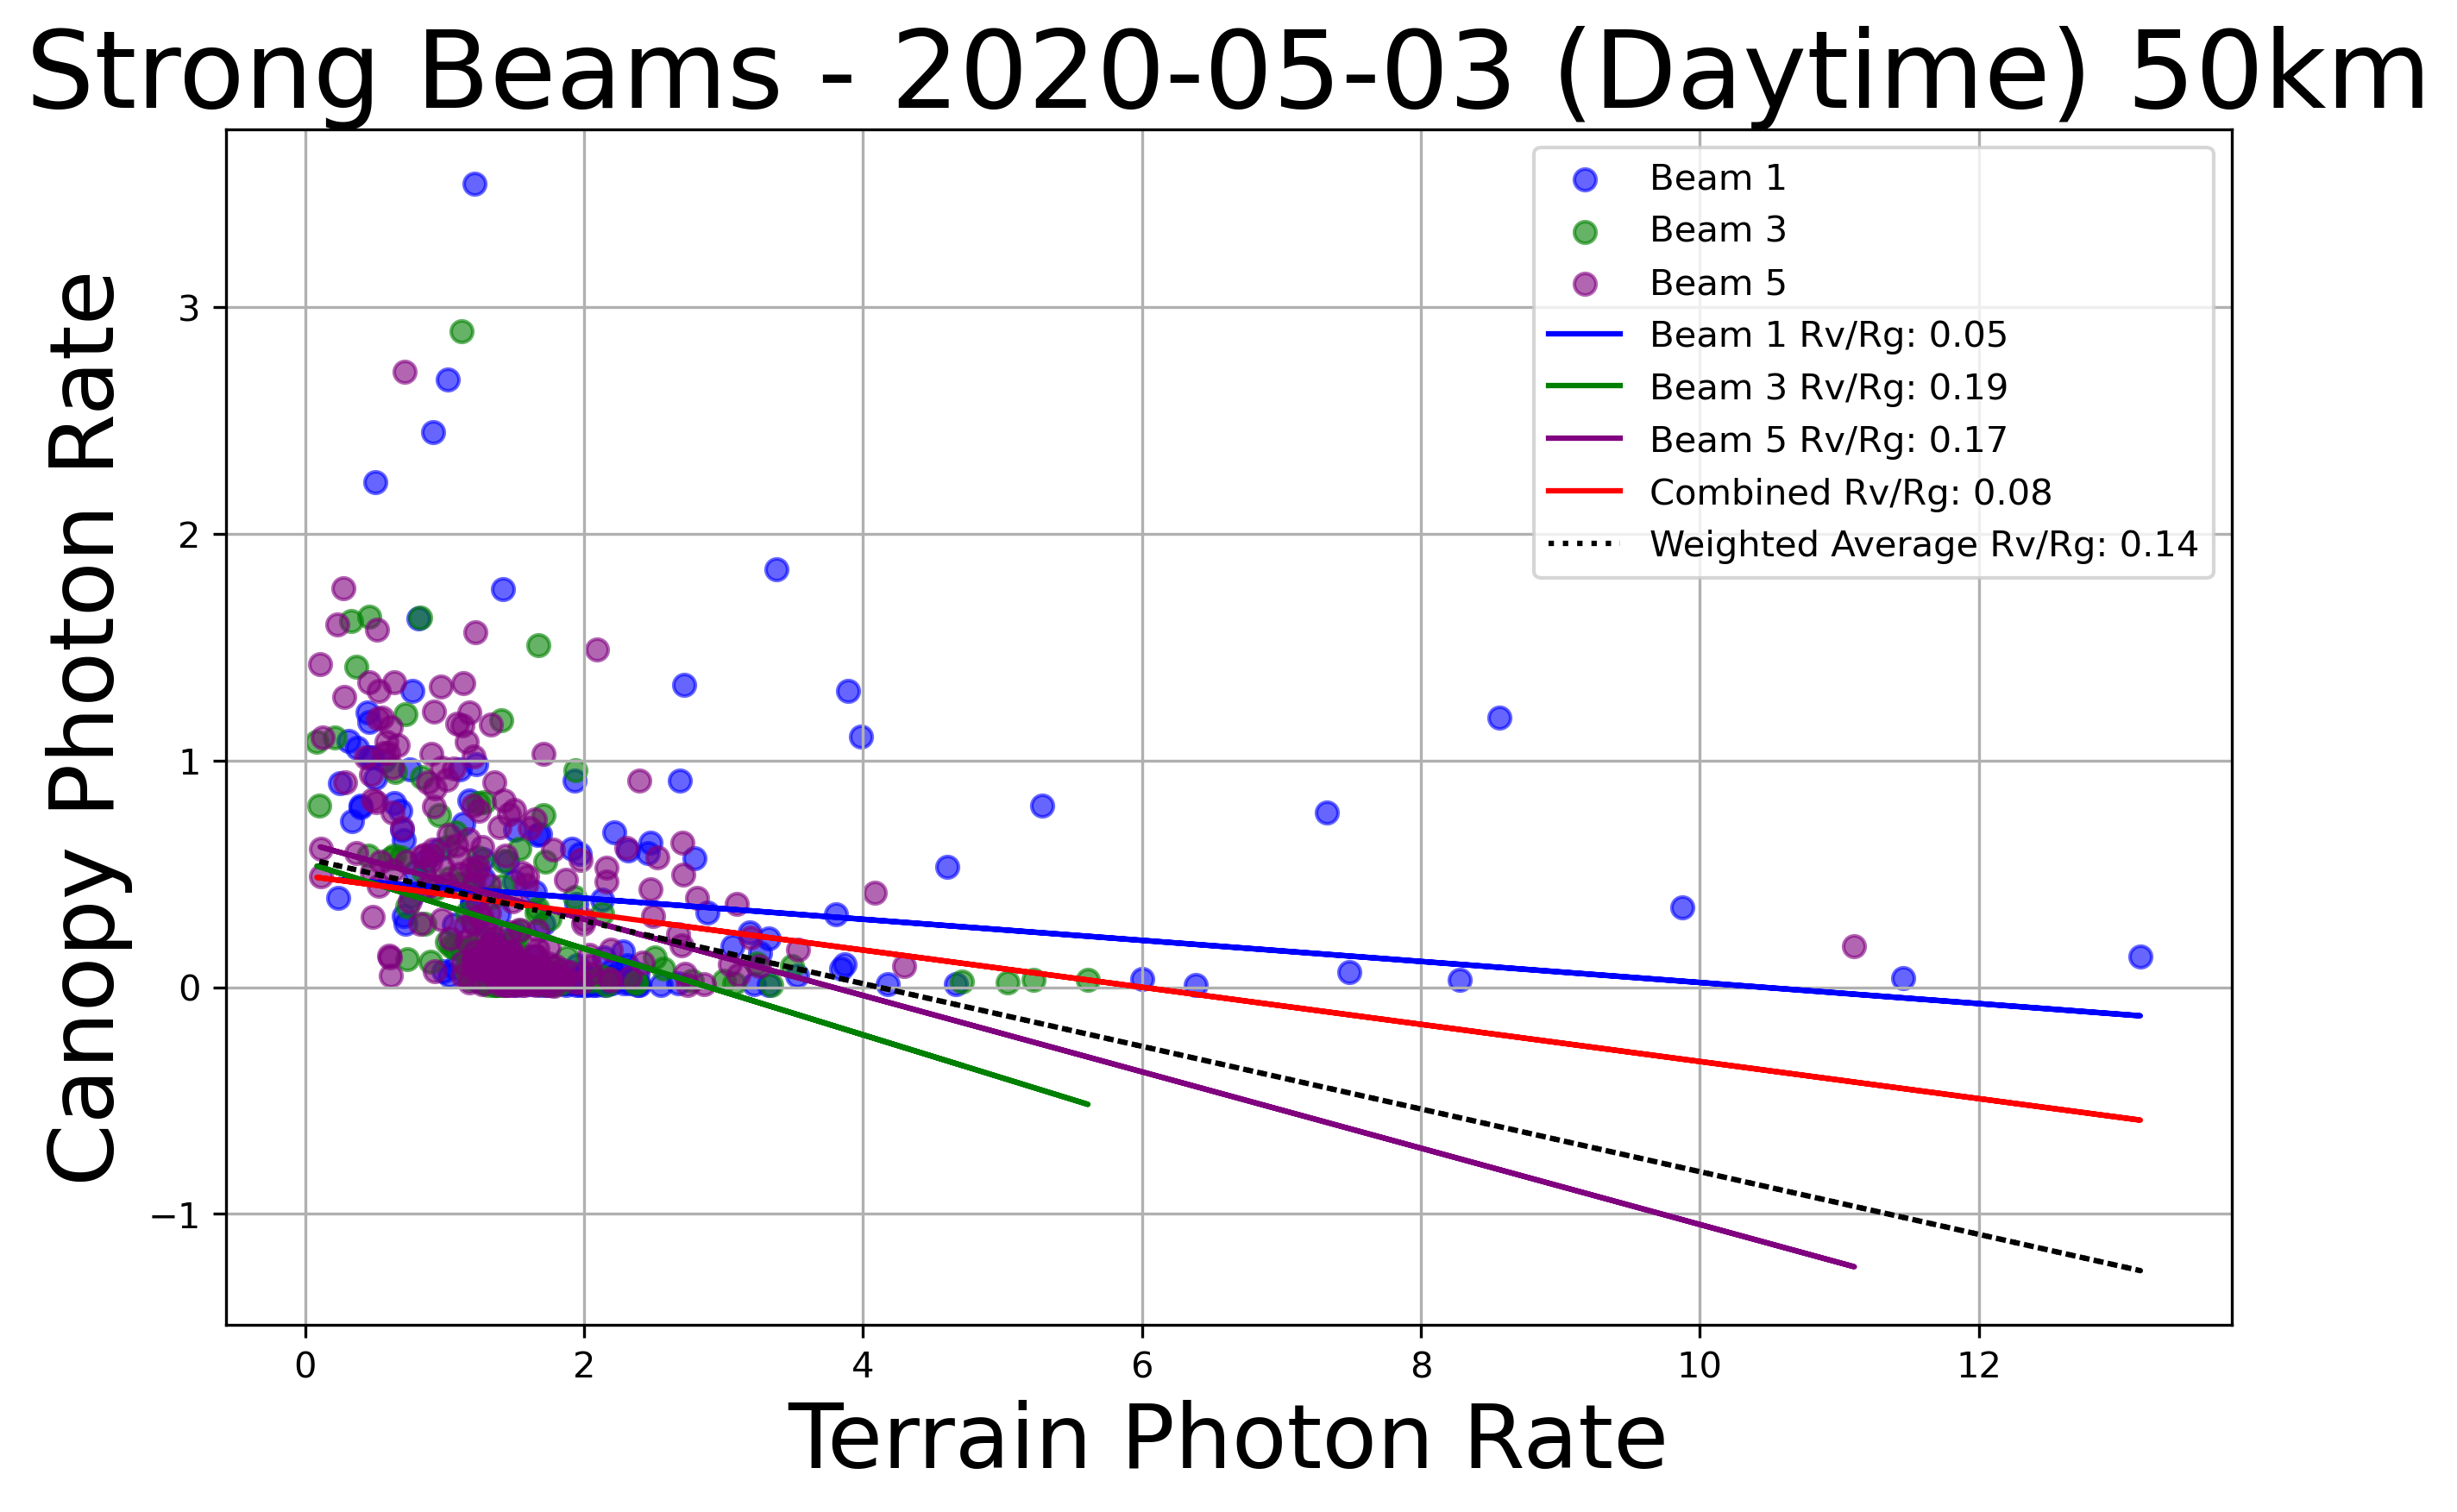 Strong Beams - 2020-05-03 (Daytime) 50km
Canopy Photon Rate
3
2
1
0
−1
Beam 1
Beam 3
Beam 5
Beam 1 Rv/Rg: 0.05
Beam 3 Rv/Rg: 0.19
Beam 5 Rv/Rg: 0.17
Combined Rv/Rg: 0.08
Weighted Average Rv/Rg: 0.14
0 2 4 6 8 10 12
Terrain Photon Rate